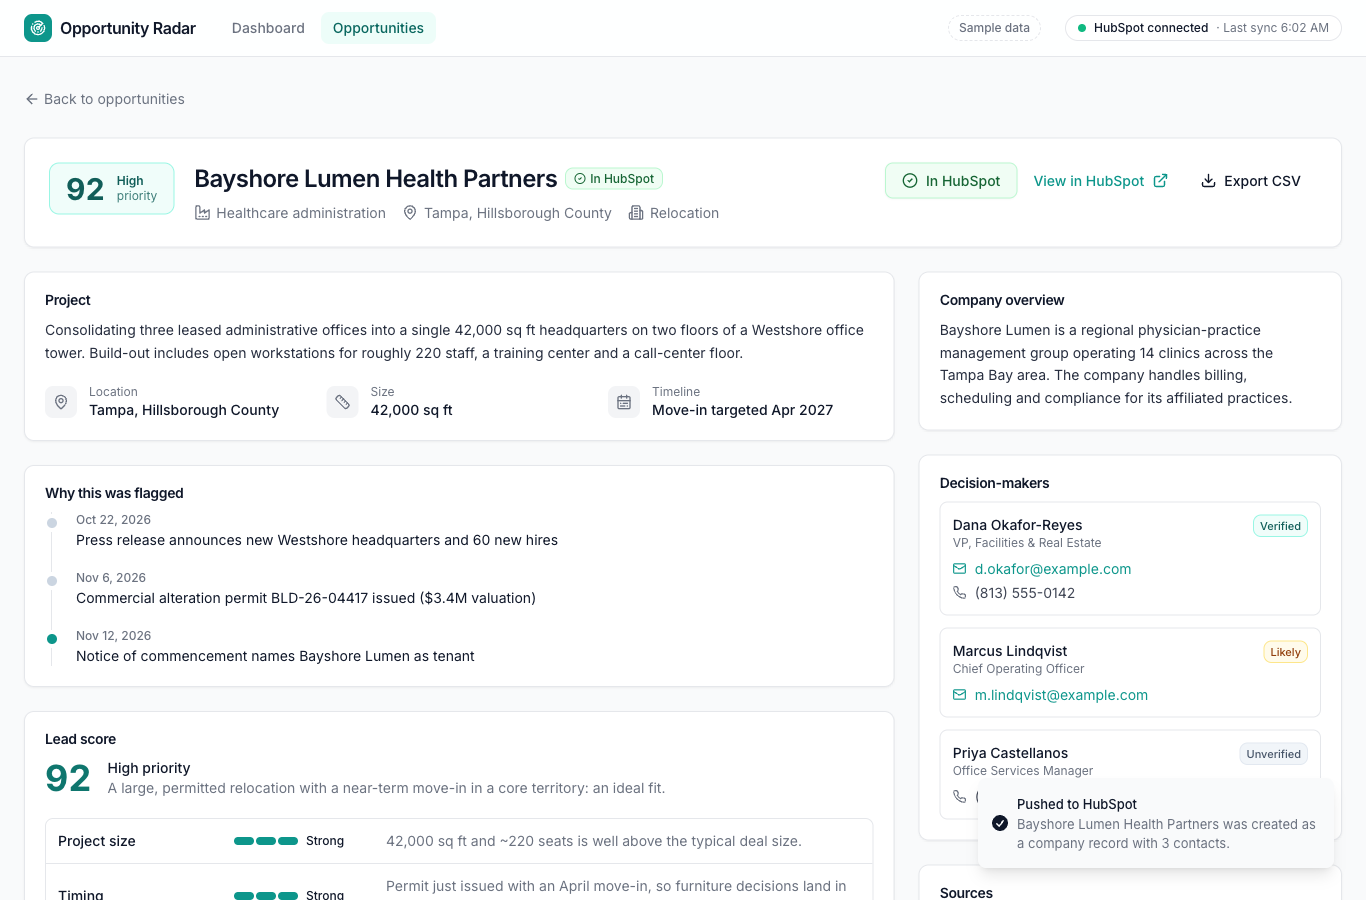 Opportunity Radar
Dashboard
Opportunities
Sample data
HubSpot connected · Last sync 6:02 AM
Back to opportunities
92
High
priority
Bayshore Lumen Health Partners
In HubSpot
Healthcare administration
Tampa, Hillsborough County
Relocation
In HubSpot
View in HubSpot
Export CSV
Project
Consolidating three leased administrative offices into a single 42,000 sq ft headquarters on two floors of a Westshore office
tower. Build-out includes open workstations for roughly 220 staff, a training center and a call-center floor.
Location
Tampa, Hillsborough County
Size
42,000 sq ft
Timeline
Move-in targeted Apr 2027
Why this was flagged
Oct 22, 2026
Press release announces new Westshore headquarters and 60 new hires
Nov 6, 2026
Commercial alteration permit BLD-26-04417 issued ($3.4M valuation)
Nov 12, 2026
Notice of commencement names Bayshore Lumen as tenant
Lead score
92
High priority
A large, permitted relocation with a near-term move-in in a core territory: an ideal fit.
Project size
Strong
42,000 sq ft and ~220 seats is well above the typical deal size.
Timing
Strong
Permit just issued with an April move-in, so furniture decisions land in
Company overview
Bayshore Lumen is a regional physician-practice
management group operating 14 clinics across the
Tampa Bay area. The company handles billing,
scheduling and compliance for its affiliated practices.
Decision-makers
Dana Okafor-Reyes
Verified
VP, Facilities & Real Estate
d.okafor@example.com
(813) 555-0142
Marcus Lindqvist
Likely
Chief Operating Officer
m.lindqvist@example.com
Priya Castellanos
Unverified
Office Services Manager
(
Pushed to HubSpot
Bayshore Lumen Health Partners was created as
a company record with 3 contacts.
Sources